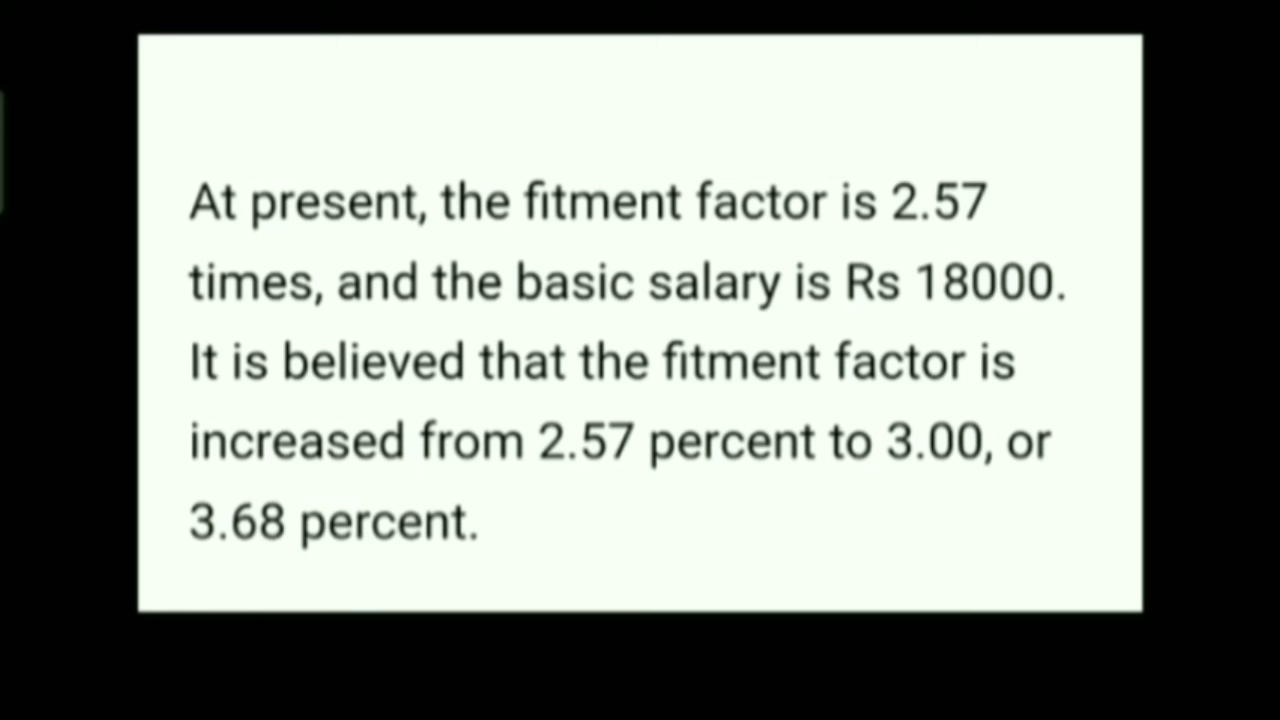 At present, the fitment factor is 2.57
times, and the basic salary is Rs 18000.
It is believed that the fitment factor is
increased from 2.57 percent to 3.00, or
3.68 percent.